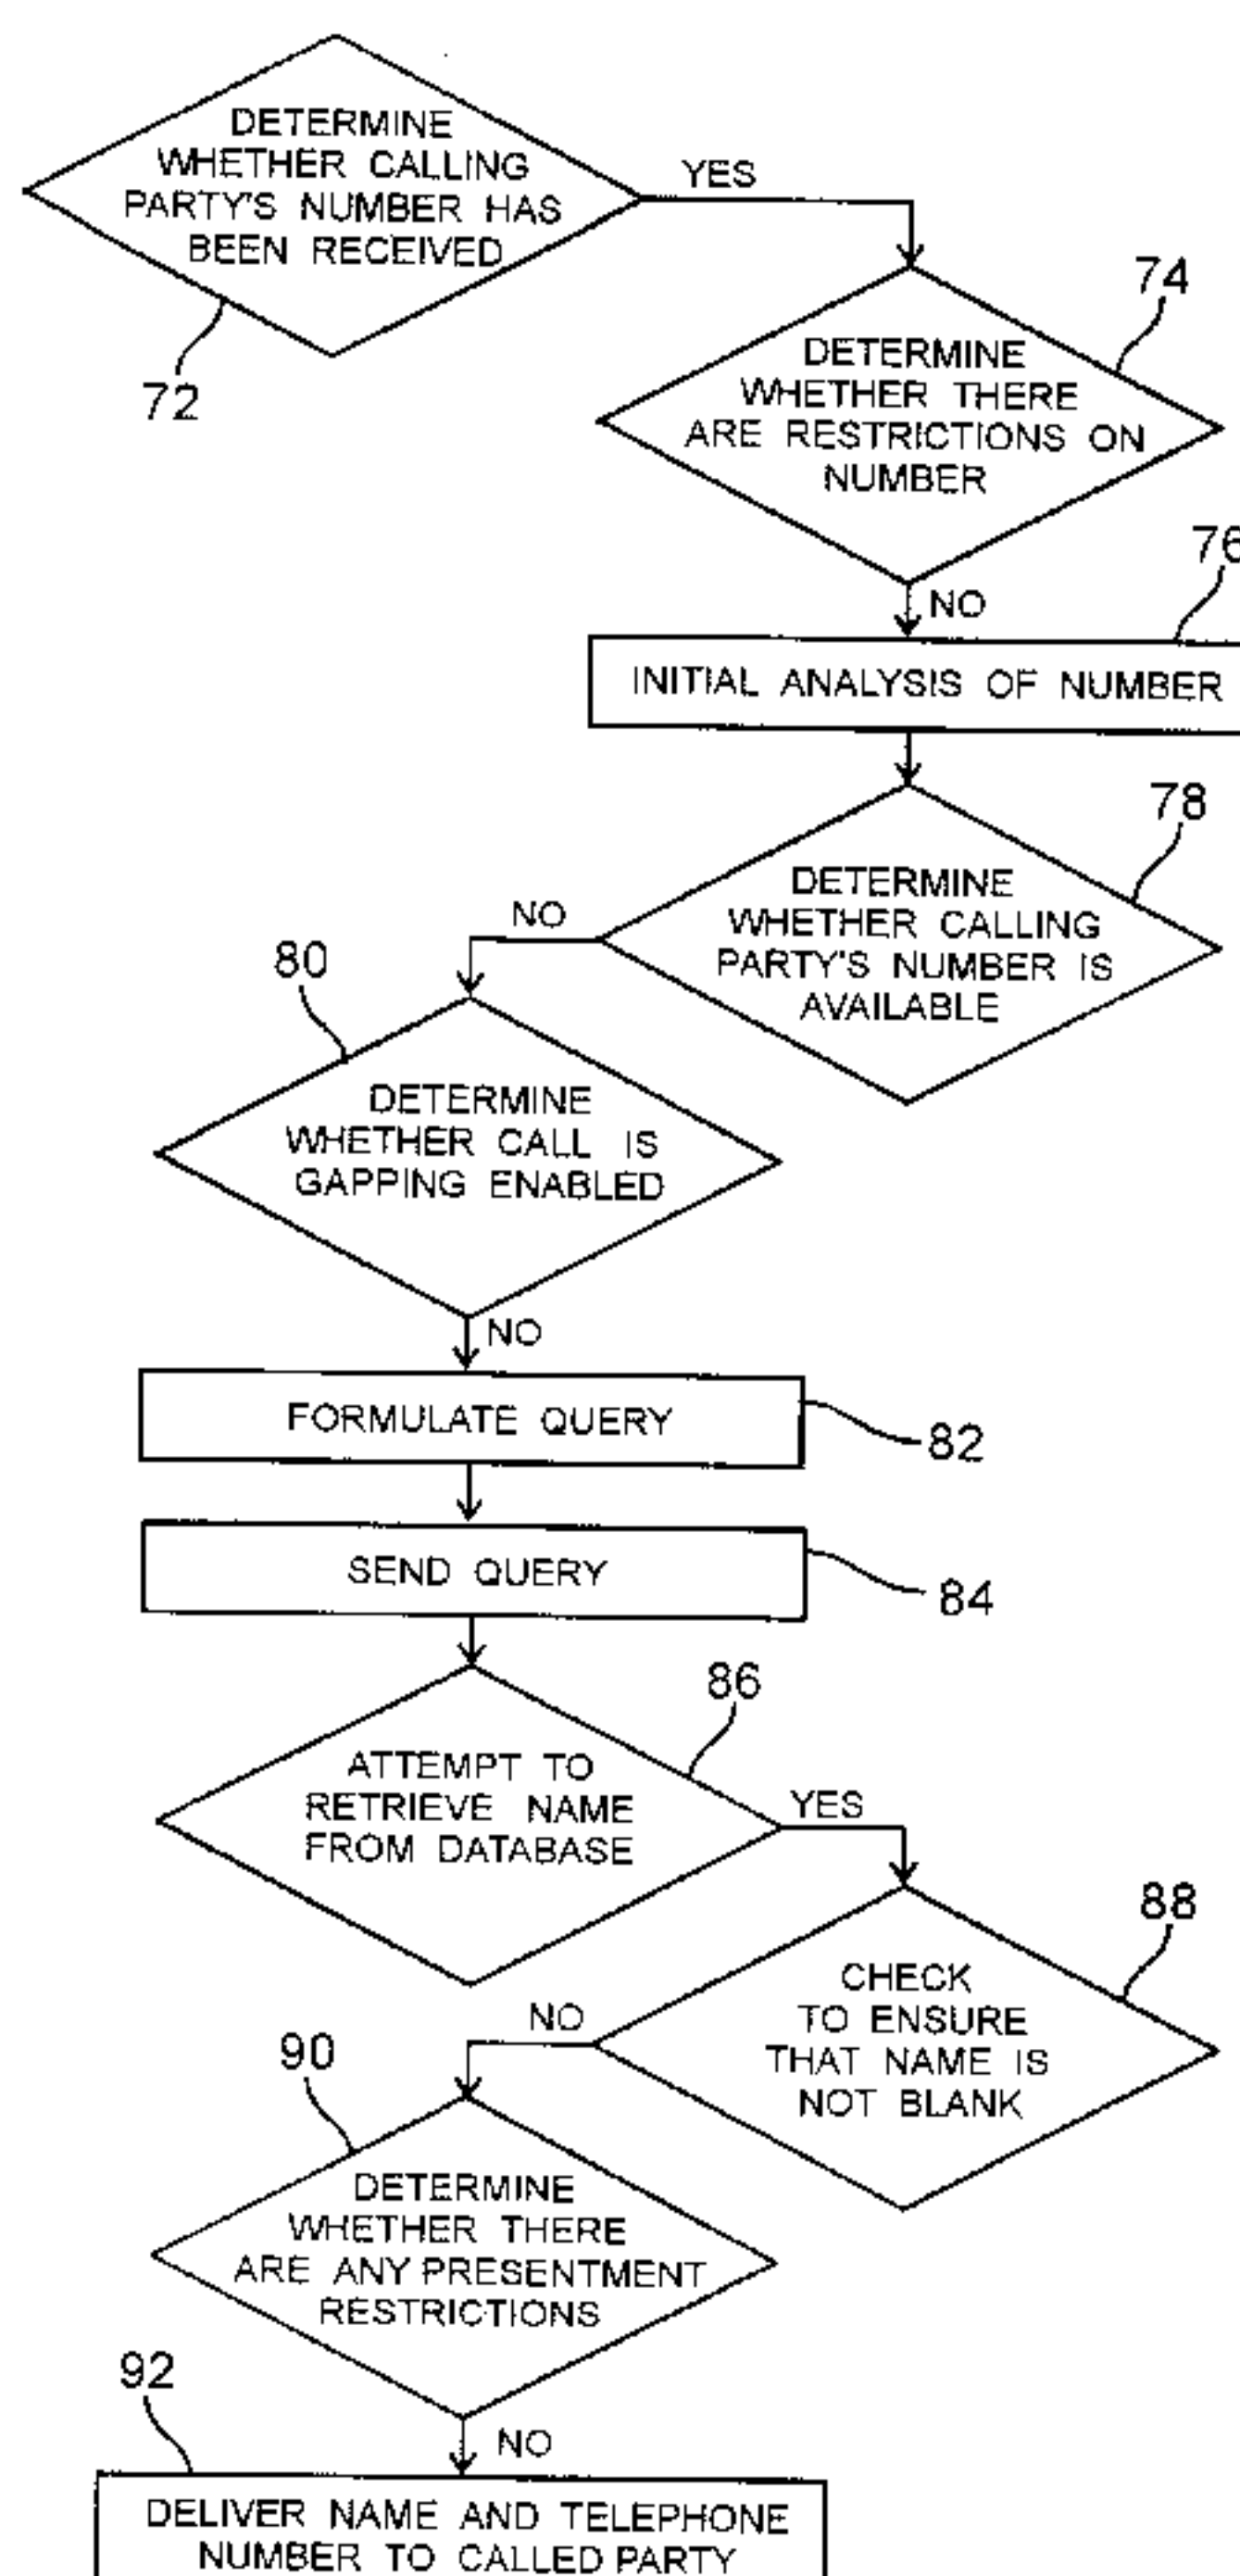 DETERMINE
WHETHER CALLING
PARTY'S NUMBER HAS
BEEN RECEIVED
YES
72
74
DETERMINE
WHETHER THERE
ARE RESTRICTIONS ON
NUMBER
NO
76
INITIAL ANALYSIS OF NUMBER
78
DETERMINE
WHETHER CALLING
PARTY'S NUMBER IS
AVAILABLE
NO
80
DETERMINE
WHETHER CALL IS
GAPPING ENABLED
NO
FORMULATE QUERY
82
SEND QUERY
84
86
ATTEMPT TO
RETRIEVE NAME
FROM DATABASE
YES
88
CHECK
TO ENSURE
THAT NAME IS
NOT BLANK
NO
90
DETERMINE
WHETHER THERE
ARE ANY PRESENTMENT
RESTRICTIONS
NO
92
DELIVER NAME AND TELEPHONE
NUMBER TO CALLED PARTY